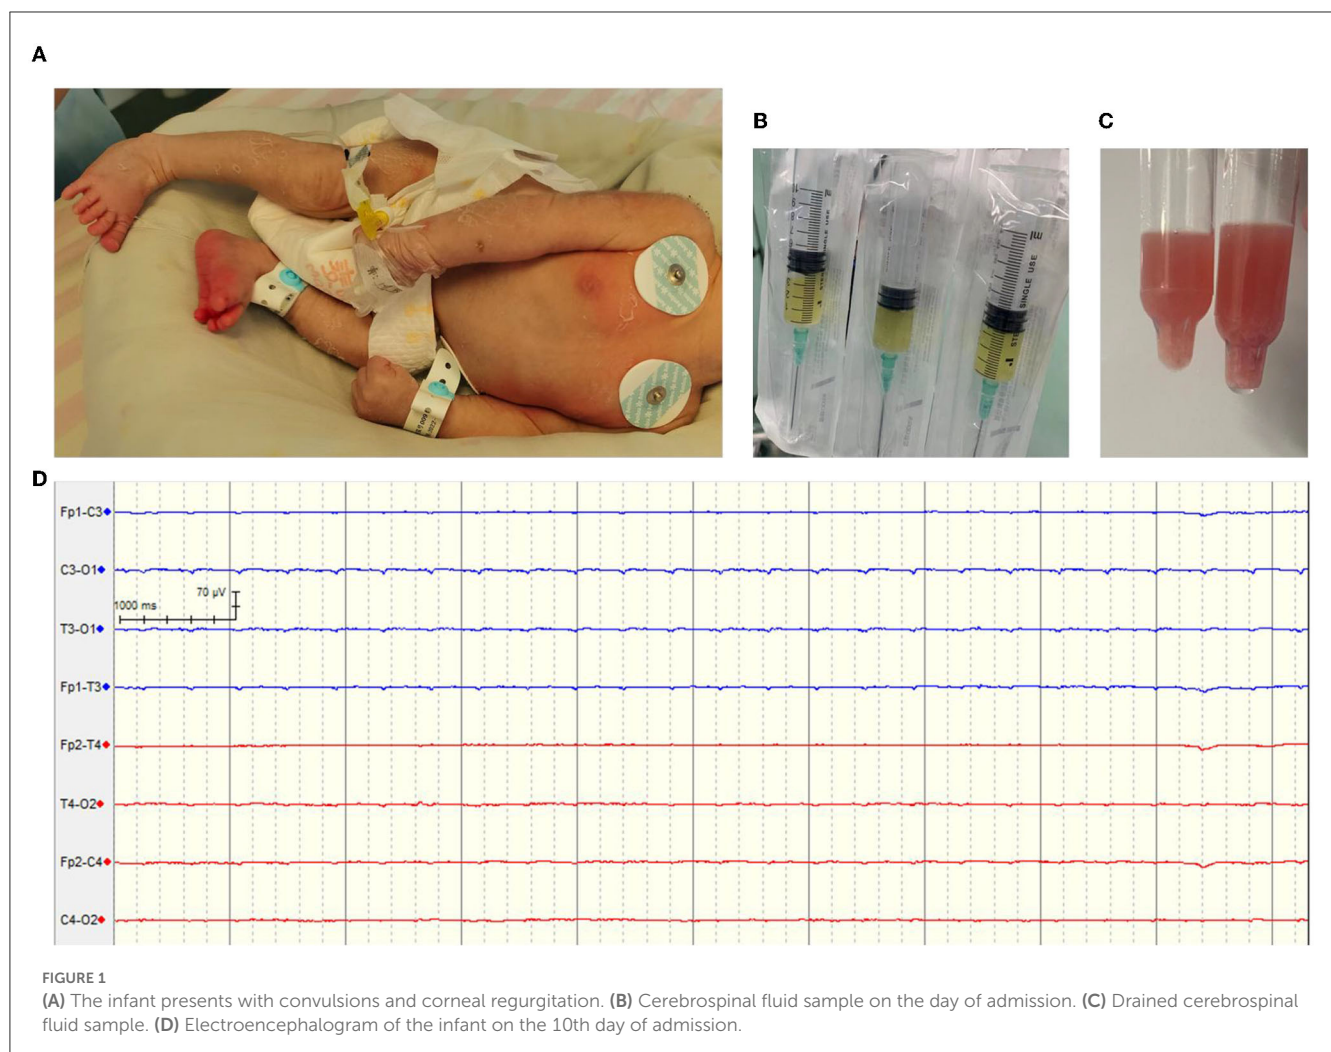 A
B
C
SINGLE USE
D
Fp1-C3
C3-O1
70 µV
1000 ms
T3-O1
Fp1-T3
Fp2-T4
T4-O2
Fp2-C4
C4-O2
FIGURE 1
(A) The infant presents with convulsions and corneal regurgitation. (B) Cerebrospinal fluid sample on the day of admission. (C) Drained cerebrospinal
fluid sample. (D) Electroencephalogram of the infant on the 10th day of admission.